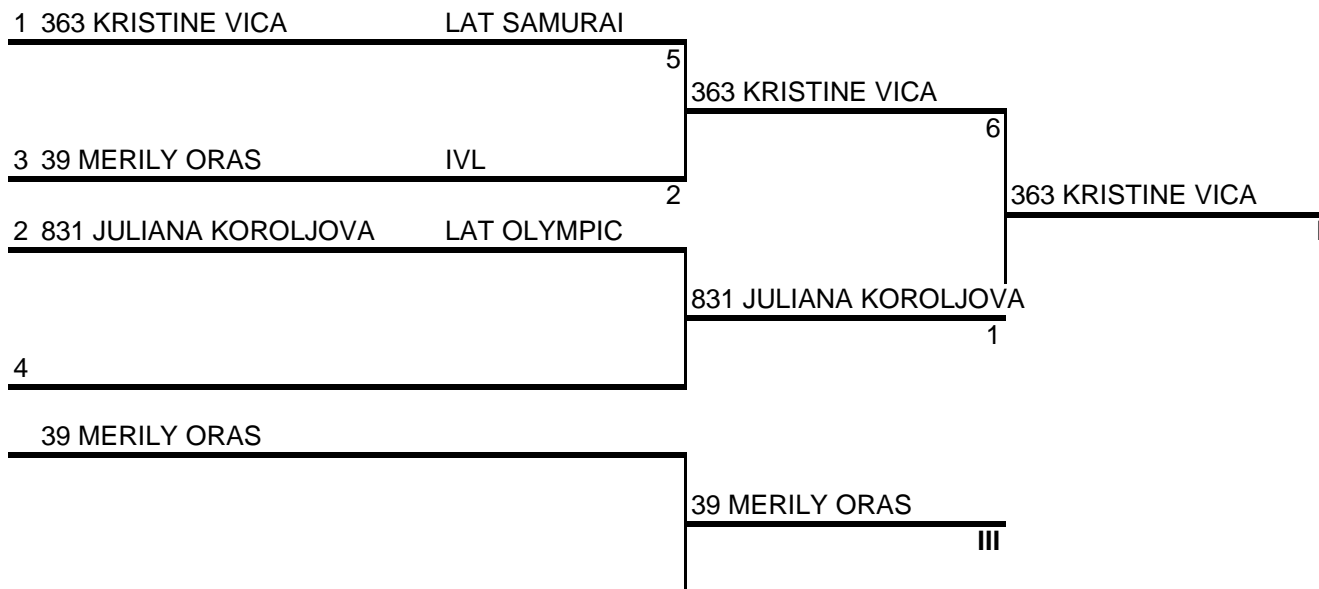 1 363 KRISTINE VICA LAT SAMURAI
5
363 KRISTINE VICA
6
3 39 MERILY ORAS IVL
2
363 KRISTINE VICA
2 831 JULIANA KOROLJOVA LAT OLYMPIC
831 JULIANA KOROLJOVA
1
4
39 MERILY ORAS
39 MERILY ORAS
III